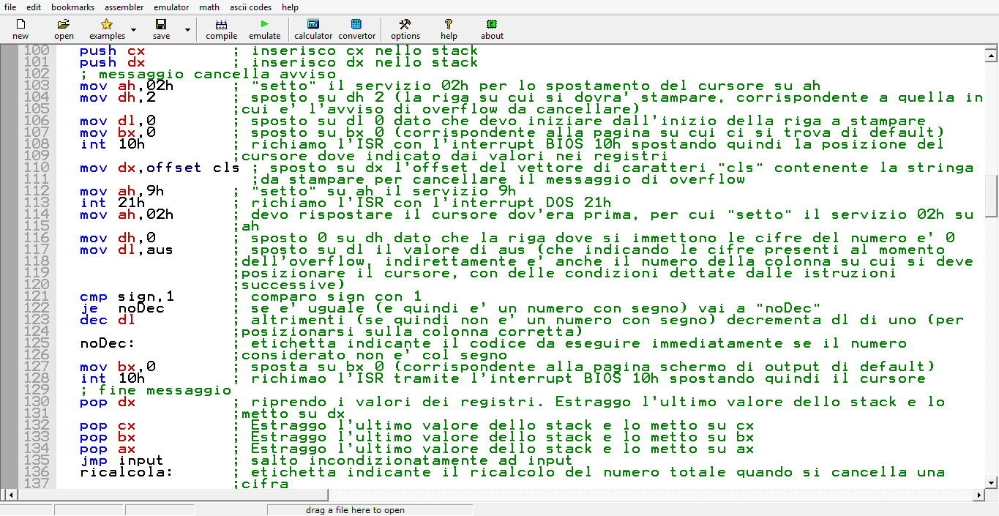 file edit bookmarks assembler emulator math ascii codes help
new open examples save compile emulate calculator convertor options help about
100 push cx ; inserisco cx nello stack
101 push dx ; inserisco dx nello stack
102 ; messaggio cancella avviso
103 mov ah,02h ; "setto" il servizio 02h per lo spostamento del cursore su ah
104 mov dh,2 ; sposto su dh 2 (la riga su cui si dovra' stampare, corrispondente a quella in
105 ;cui e' l'avviso di overflow da cancellare)
106 mov dl,0 ; sposto su dl 0 dato che devo iniziare dall'inizio della riga a stampare
107 mov bx,0 ; sposto su bx 0 (corrispondente alla pagina su cui ci si trova di default)
108 int 10h ; richiamo l'ISR con l'interrupt BIOS 10h spostando quindi la posizione del
109 ;cursore dove indicato dai valori nei registri
110 mov dx,offset cls ; sposto su dx l'offset del vettore di caratteri "cls" contenente la stringa
111 ;da stampare per cancellare il messaggio di overflow
112 mov ah,9h ; "setto" su ah il servizio 9h
113 int 21h ; richiamo l'ISR con l'interrupt DOS 21h
114 mov ah,02h ; devo rispostare il cursore dov'era prima, per cui "setto" il servizio 02h su
115 ;ah
116 mov dh,0 ; sposto 0 su dh dato che la riga dove si immettono le cifre del numero e' 0
117 mov dl,aus ; sposto su dl il valore di aus (che indicando le cifre presenti al momento
118 ;dell'overflow, indirettamente e' anche il numero della colonna su cui si deve
119 ;posizionare il cursore, con delle condizioni dettate dalle istruzioni
120 ;successive)
121 cmp sign,1 ; comparo sign con 1
122 je noDec ; se e' uguale (e quindi e' un numero con segno) vai a "noDec"
123 dec dl ; altrimenti (se quindi non e' un numero con segno) decrementa dl di uno (per
124 ;posizionarsi sulla colonna corretta)
125 noDec: ; etichetta indicante il codice da eseguire immediatamente se il numero
126 ;considerato non e' col segno
127 mov bx,0 ; sposta su bx 0 (corrispondente alla pagina schermo di output di default)
128 int 10h ; richimao l'ISR tramite l'interrupt BIOS 10h spostando quindi il cursore
129 ; fine messaggio
130 pop dx ; riprendo i valori dei registri. Estraggo l'ultimo valore dello stack e lo
131 ;metto su dx
132 pop cx ; Estraggo l'ultimo valore dello stack e lo metto su cx
133 pop bx ; Estraggo l'ultimo valore dello stack e lo metto su bx
134 pop ax ; Estraggo l'ultimo valore dello stack e lo metto su ax
135 jmp input ; salto incondizionatamente ad input
136 ricalcola: ; etichetta indicante il ricalcolo del numero totale quando si cancella una
137 ;cifra
drag a file here to open